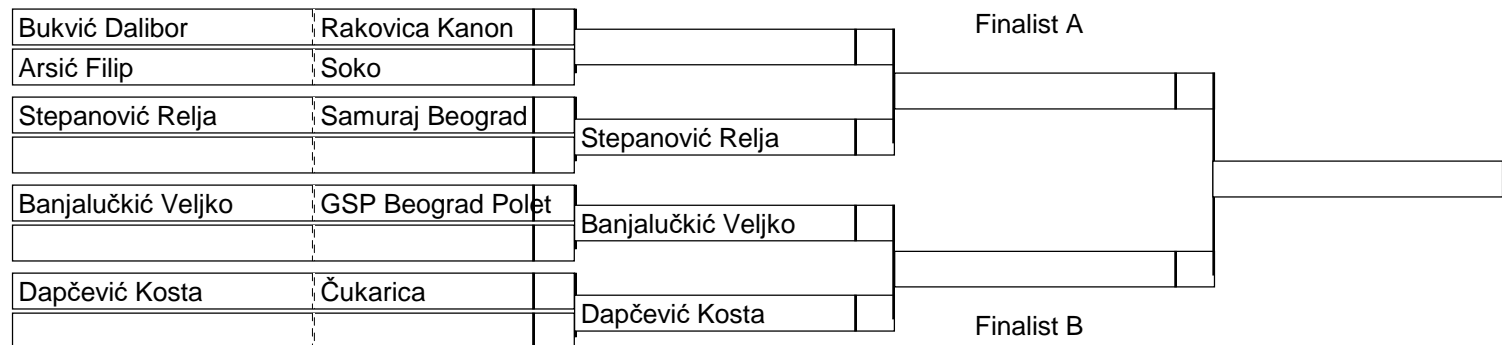 Bukvić Dalibor Rakovica Kanon
Arsić Filip Soko
Stepanović Relja Samuraj Beograd
Banjalučkić Veljko GSP Beograd Polet
Dapčević Kosta Čukarica
Stepanović Relja
Banjalučkić Veljko
Dapčević Kosta
Finalist A
Finalist B